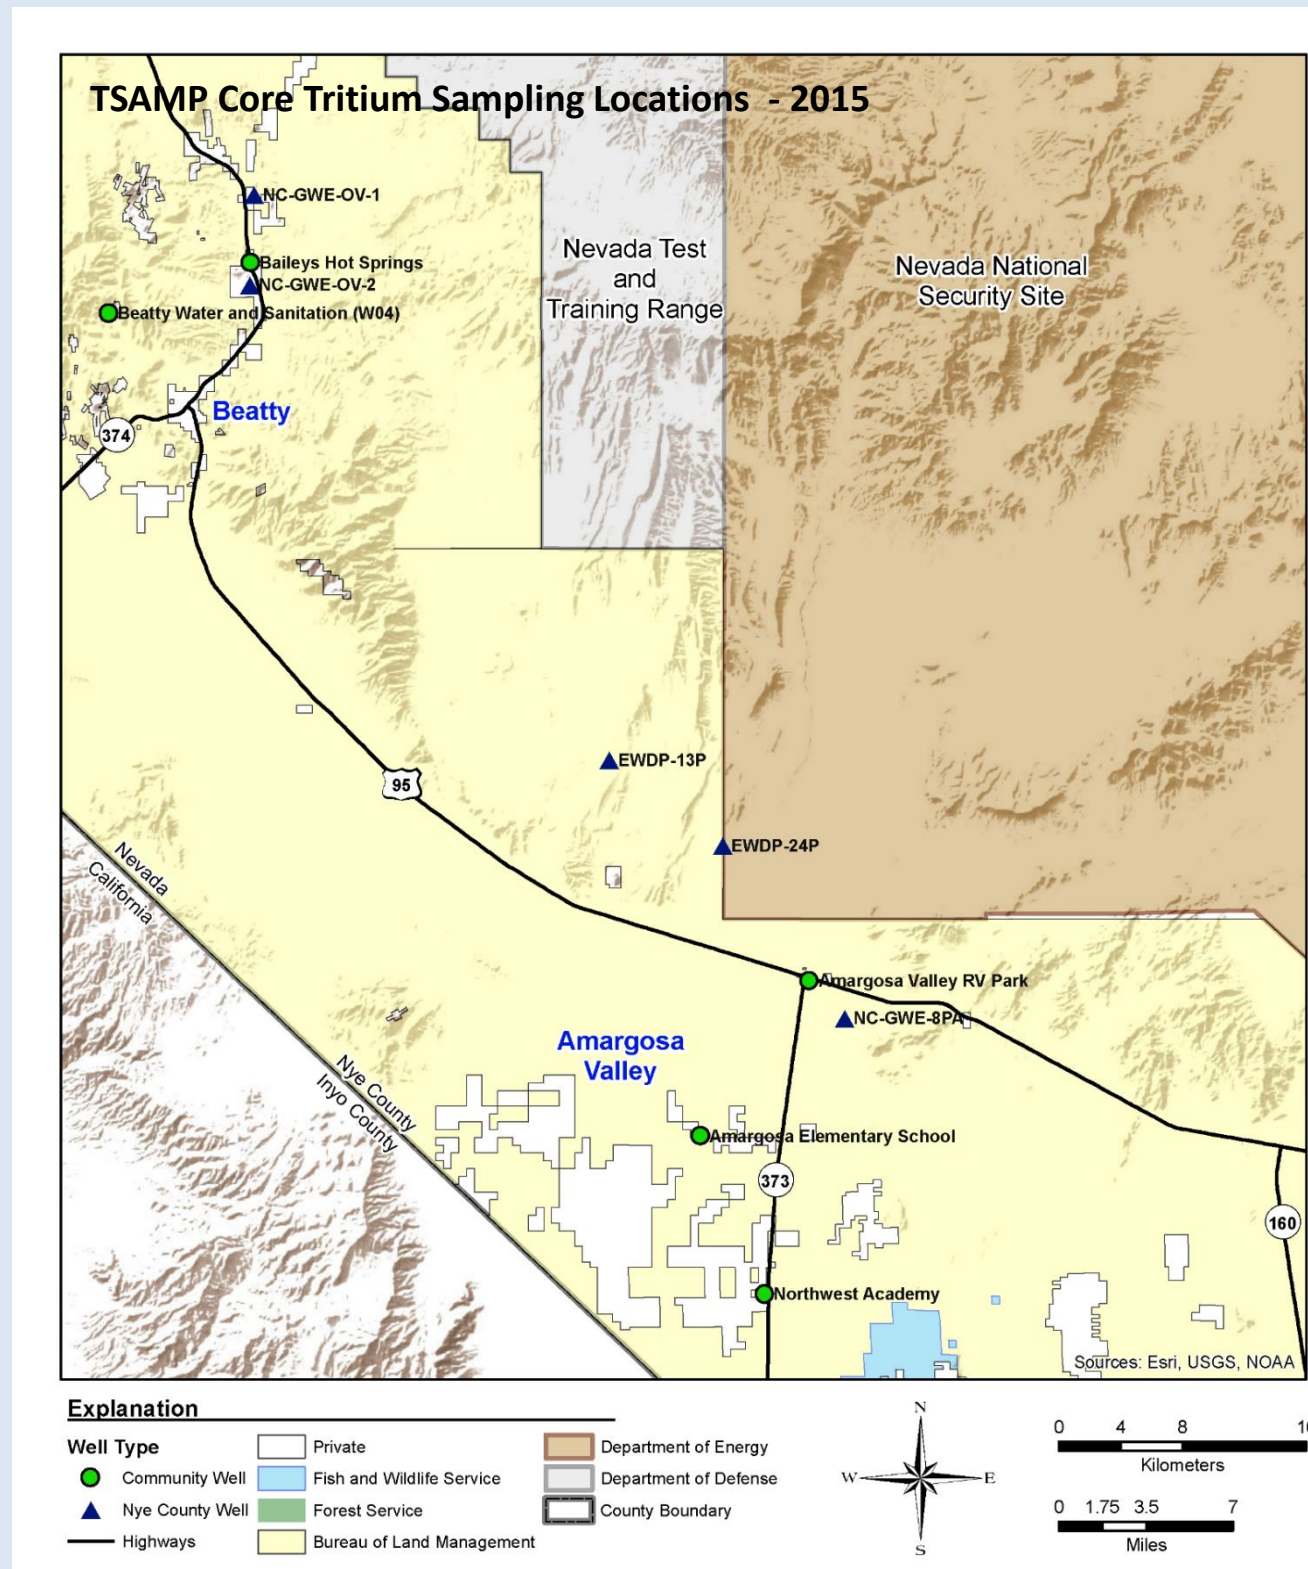 TSAMP Core Tritium Sampling Locations - 2015
NC-GWE-OV-1
Baileys Hot Springs
NC-GWE-OV-2
Beatty Water and Sanitation (W04)
Nevada Test
and
Training Range
Nevada National
Security Site
Beatty
374
95
EWDP-13P
EWDP-24P
Nevada
California
Amargosa Valley RV Park
NC-GWE-8PA
Amargosa
Valley
Nye County
Inyo County
Amargosa Elementary School
373
160
Northwest Academy
Sources: Esri, USGS, NOAA
Explanation
Well Type
Community Well
Nye County Well
Highways
Private
Fish and Wildlife Service
Forest Service
Bureau of Land Management
Department of Energy
Department of Defense
County Boundary
N
W
E
S
0 4 8
Kilometers
0 1.75 3.5 7
Miles